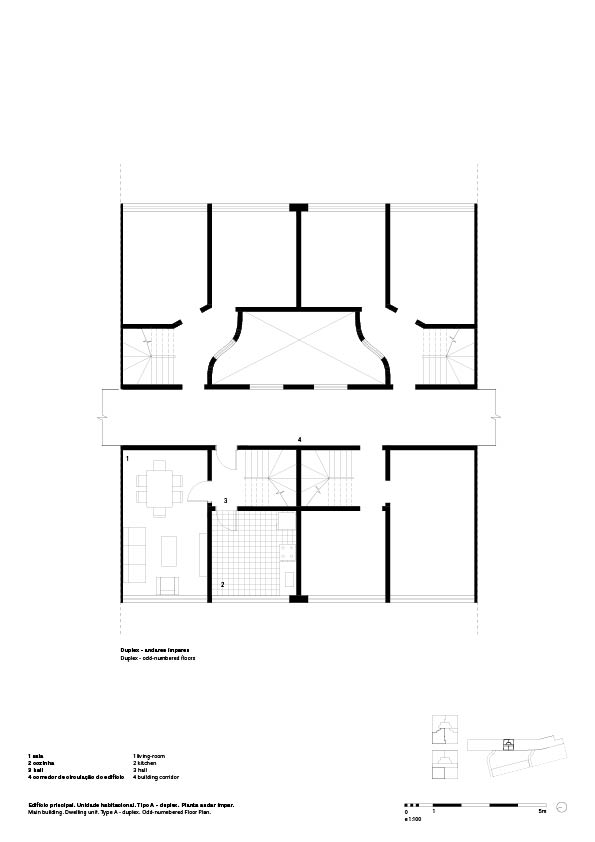 4
1
3
2
Duplex - andares ímpares
Duplex - odd-numbered floors
1 sala
2 cozinha
3 hall
4 corredor de circulação do edifício
1 living-room
2 kitchen
3 hall
4 building corridor
Edifício principal. Unidade habitacional. Tipo A - duplex. Planta andar ímpar.
Main building. Dwelling unit. Type A - duplex. Odd-numebered Floor Plan.
0 1 5m
e 1:100